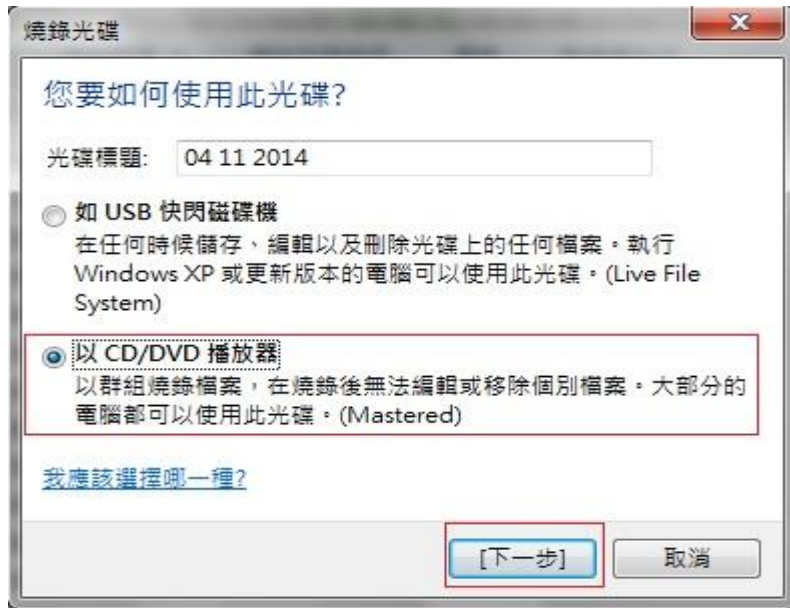 燒錄光碟
您要如何使用此光碟?
光碟標題: 04 11 2014
如 USB 快閃磁碟機
在任何時候儲存、編輯以及刪除光碟上的任何檔案。執行
Windows XP 或更新版本的電腦可以使用此光碟。(Live File
System)
以 CD/DVD 播放器
以群組燒錄檔案，在燒錄後無法編輯或移除個別檔案。大部分的
電腦都可以使用此光碟。(Mastered)
我應該選擇哪一種?
[下一步] 取消